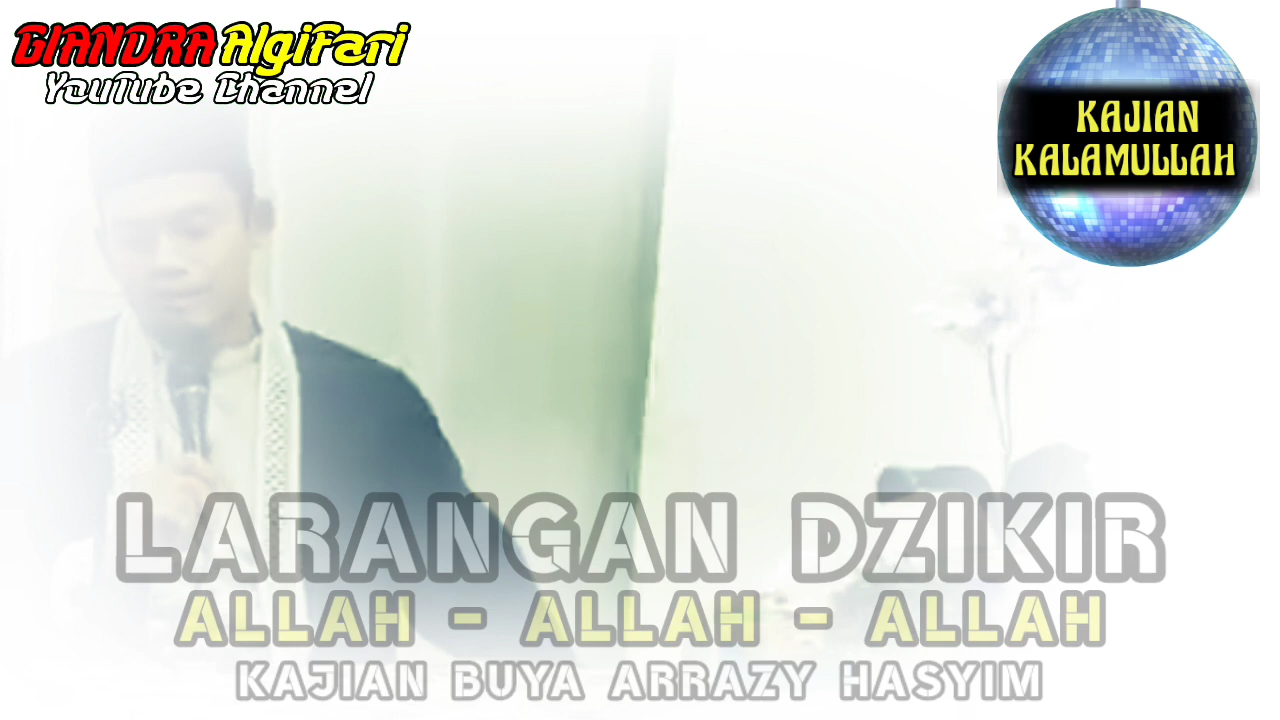 GIANDRA AlgiFari
YouTube Channel
KAJIAN
KALAMULLAH
LARANGAN DZIKIR
ALLAH - ALLAH - ALLAH
KAJIAN BUYA ARRAZY HASYIM